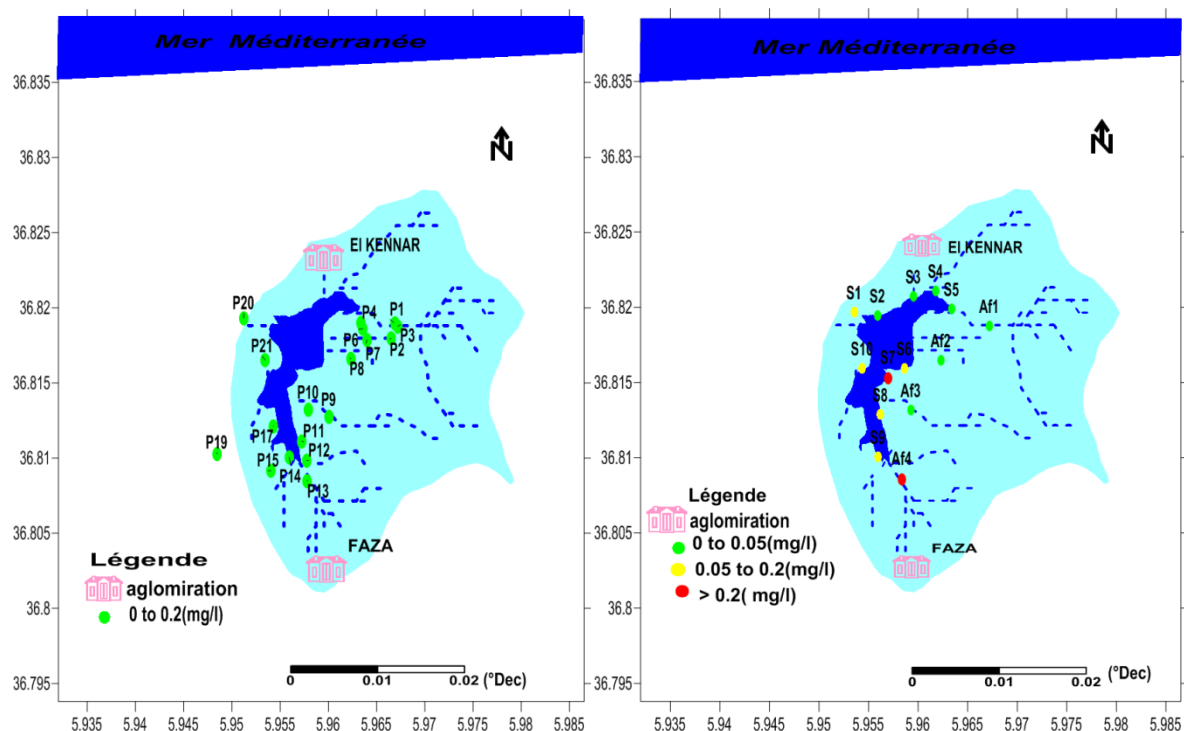 Mer Méditerranée
36.835
36.83
36.825
36.82
36.815
36.81
36.805
36.8
36.795
N
El KENNAR
P20
P4
P1
P21
P6
P7
P2
P3
P8
P10
P9
P17
P11
P19
P15
P12
P14
P13
FAZA
Légende
aglomiration
0 to 0.2(mg/l)
0
0.01
0.02
(°Dec)
5.935 5.94 5.945 5.95 5.955 5.96 5.965 5.97 5.975 5.98 5.985
Mer Méditerranée
36.835
36.83
36.825
36.82
36.815
36.81
36.805
36.8
36.795
N
El KENNAR
S1
S2
S3
S4
S5
Af1
S10
S7
S6
Af2
S8
Af3
S9
Af4
FAZA
Légende
aglomiration
0 to 0.05(mg/l)
0.05 to 0.2(mg/l)
> 0.2( mg/l)
0
0.01
0.02
(°Dec)
5.935 5.94 5.945 5.95 5.955 5.96 5.965 5.97 5.975 5.98 5.985